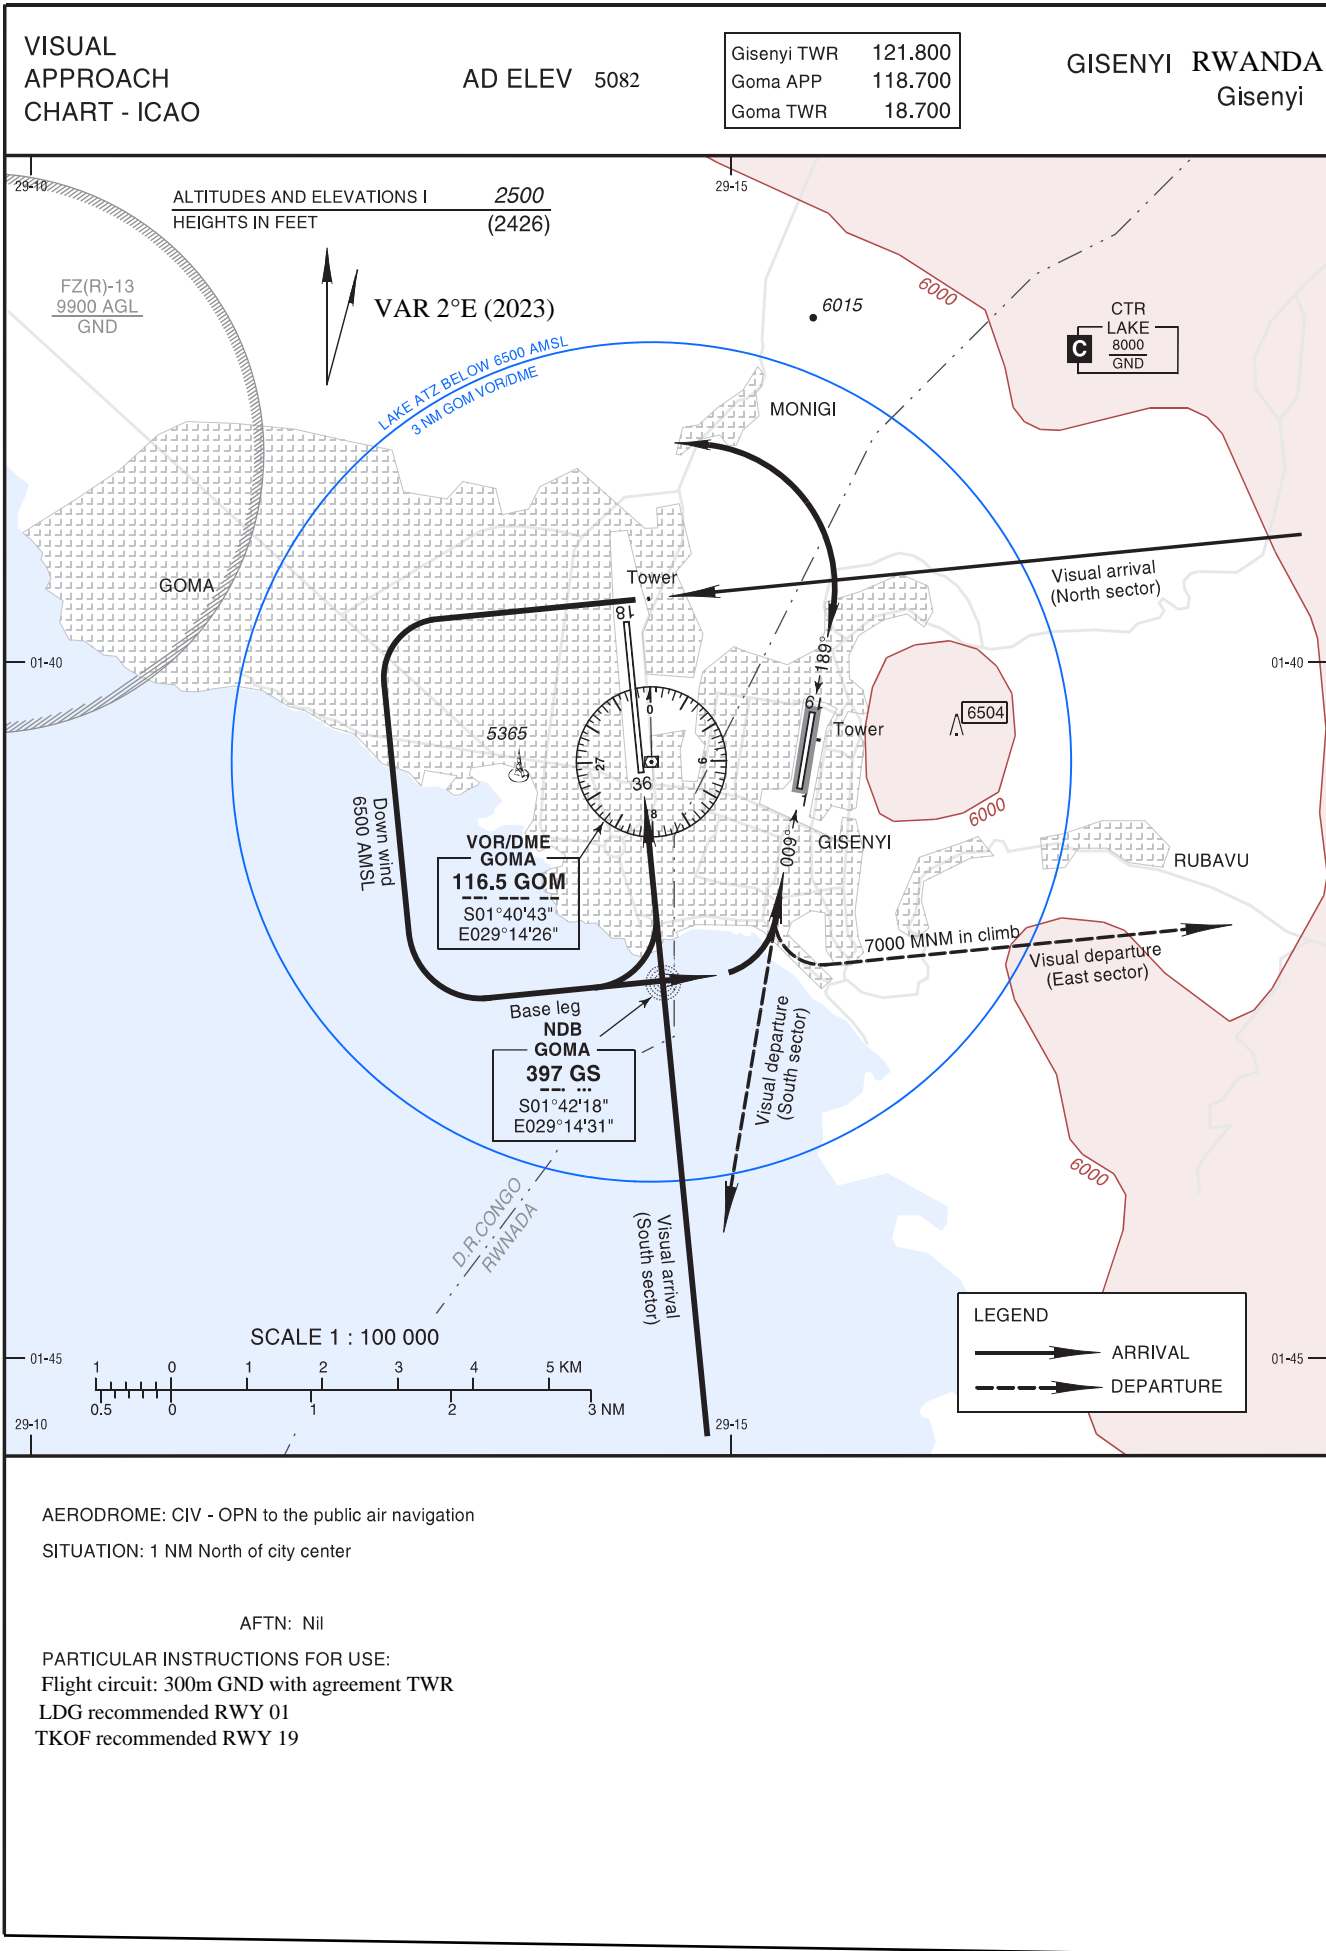 VISUAL
APPROACH
CHART - ICAO
AD ELEV 5082
Gisenyi TWR 121.800
Goma APP 118.700
Goma TWR 18.700
GISENYI RWANDA
Gisenyi
29-10
29-15
ALTITUDES AND ELEVATIONS I 2500
HEIGHTS IN FEET (2426)
FZ(R)-13
9900 AGL
GND
VAR 2°E (2023)
LAKE ATZ BELOW 6500 AMSL
3 NM GOM VOR/DME
6015
6000
CTR
LAKE
C
8000
GND
MONIGI
GOMA
Tower
18
Visual arrival
(North sector)
01-40
01-40
189°
19
Tower
6504
6000
5365
0
9
18
27
36
1
009°
GISENYI
RUBAVU
Down wind
6500 AMSL
VOR/DME
GOMA
116.5 GOM
S01°40'43"
E029°14'26"
7000 MNM in climb
Visual departure
(East sector)
Base leg
NDB
GOMA
397 GS
S01°42'18"
E029°14'31"
Visual departure
(South sector)
6000
D.R.CONGO
RWNADA
Visual arrival
(South sector)
SCALE 1 : 100 000
1 0 1 2 3 4 5 KM
0.5 0 1 2 3 NM
LEGEND
ARRIVAL
DEPARTURE
01-45
01-45
29-10
29-15
AERODROME: CIV - OPN to the public air navigation
SITUATION: 1 NM North of city center
AFTN: Nil
PARTICULAR INSTRUCTIONS FOR USE:
Flight circuit: 300m GND with agreement TWR
LDG recommended RWY 01
TKOF recommended RWY 19